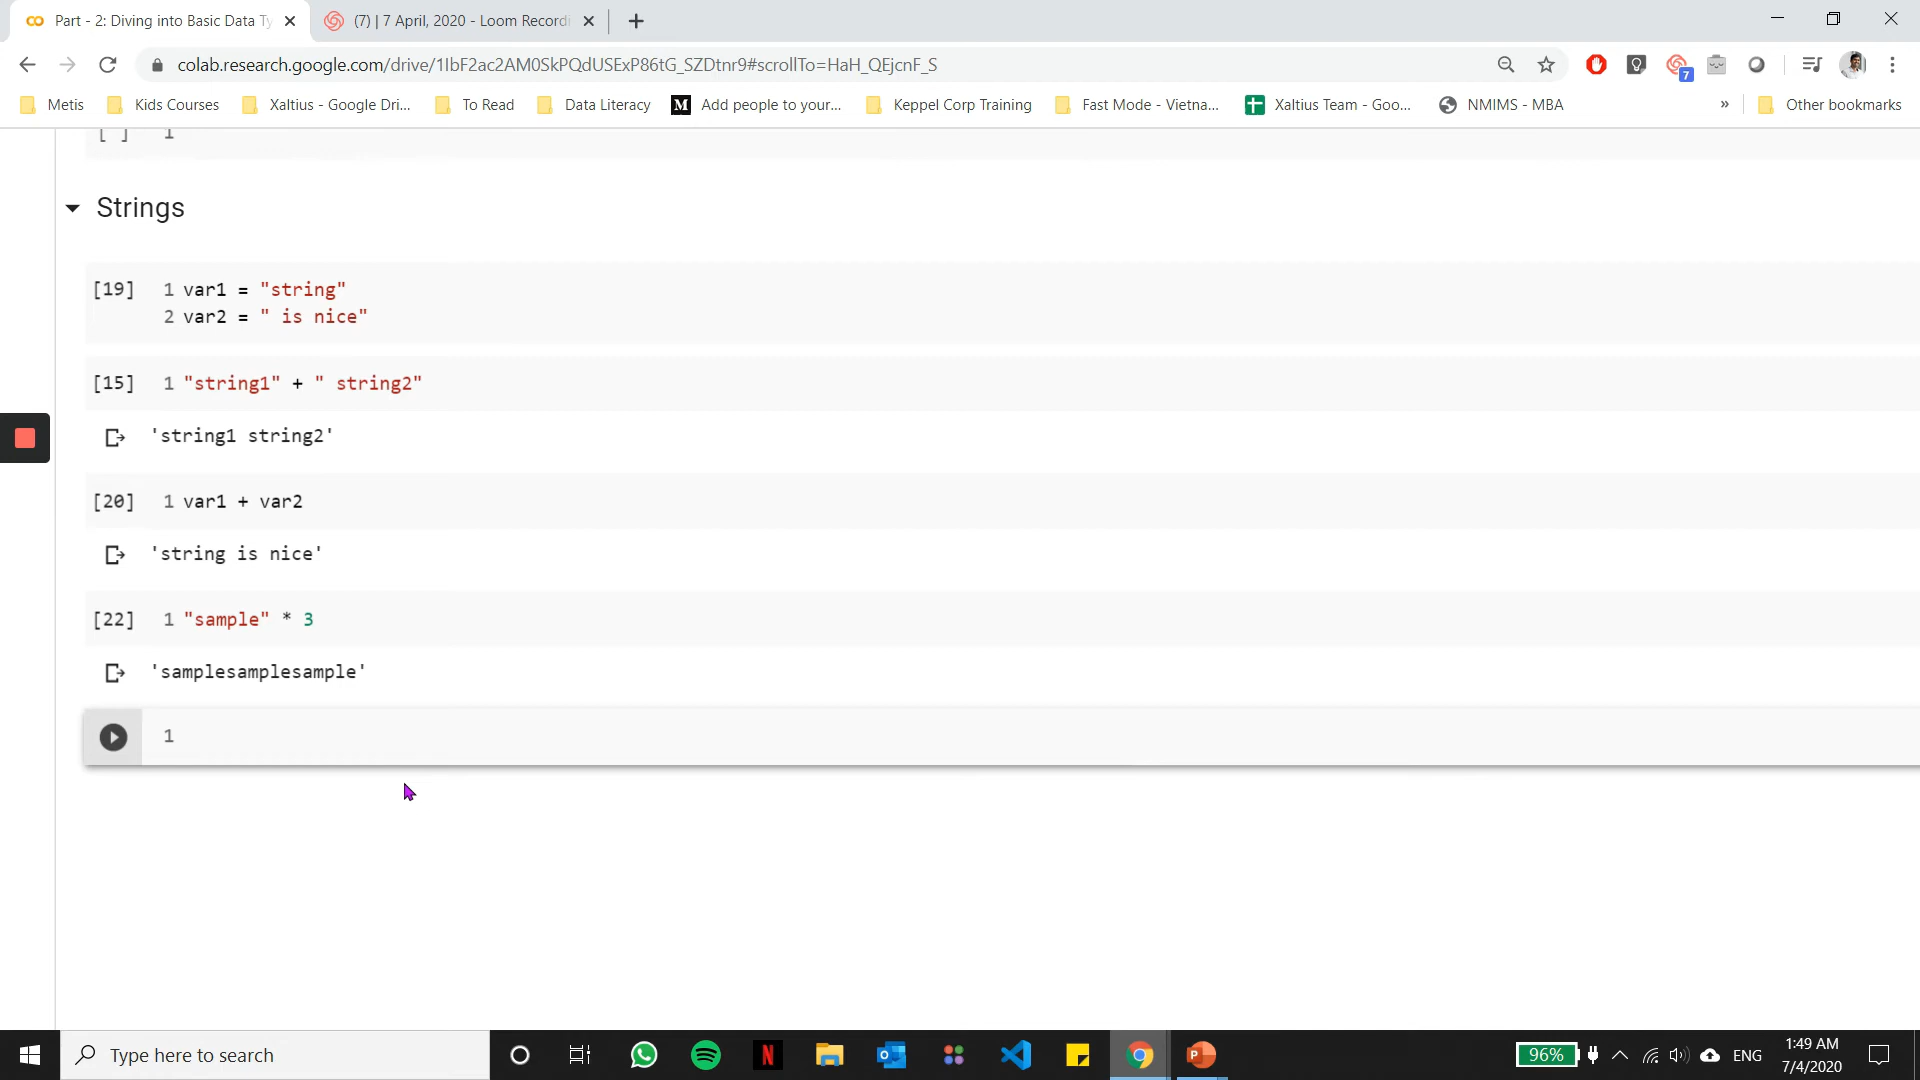 Part - 2: Diving into Basic Data Ty
(7) | 7 April, 2020 - Loom Recordi
colab.research.google.com/drive/1IbF2ac2AM0SkPQdUSExP86tG_SZDtnr9#scrollTo=HaH_QEjcnF_S
7
Metis
Kids Courses
Xaltius - Google Dri...
To Read
Data Literacy
M Add people to your...
Keppel Corp Training
Fast Mode - Vietna...
Xaltius Team - Goo...
NMIMS - MBA
»
Other bookmarks
[ ] 1
Strings
[19] 1 var1 = "string"
2 var2 = " is nice"
[15] 1 "string1" + " string2"
'string1 string2'
[20] 1 var1 + var2
'string is nice'
[22] 1 "sample" * 3
'samplesamplesample'
1
Type here to search
96%
ENG
1:49 AM
7/4/2020